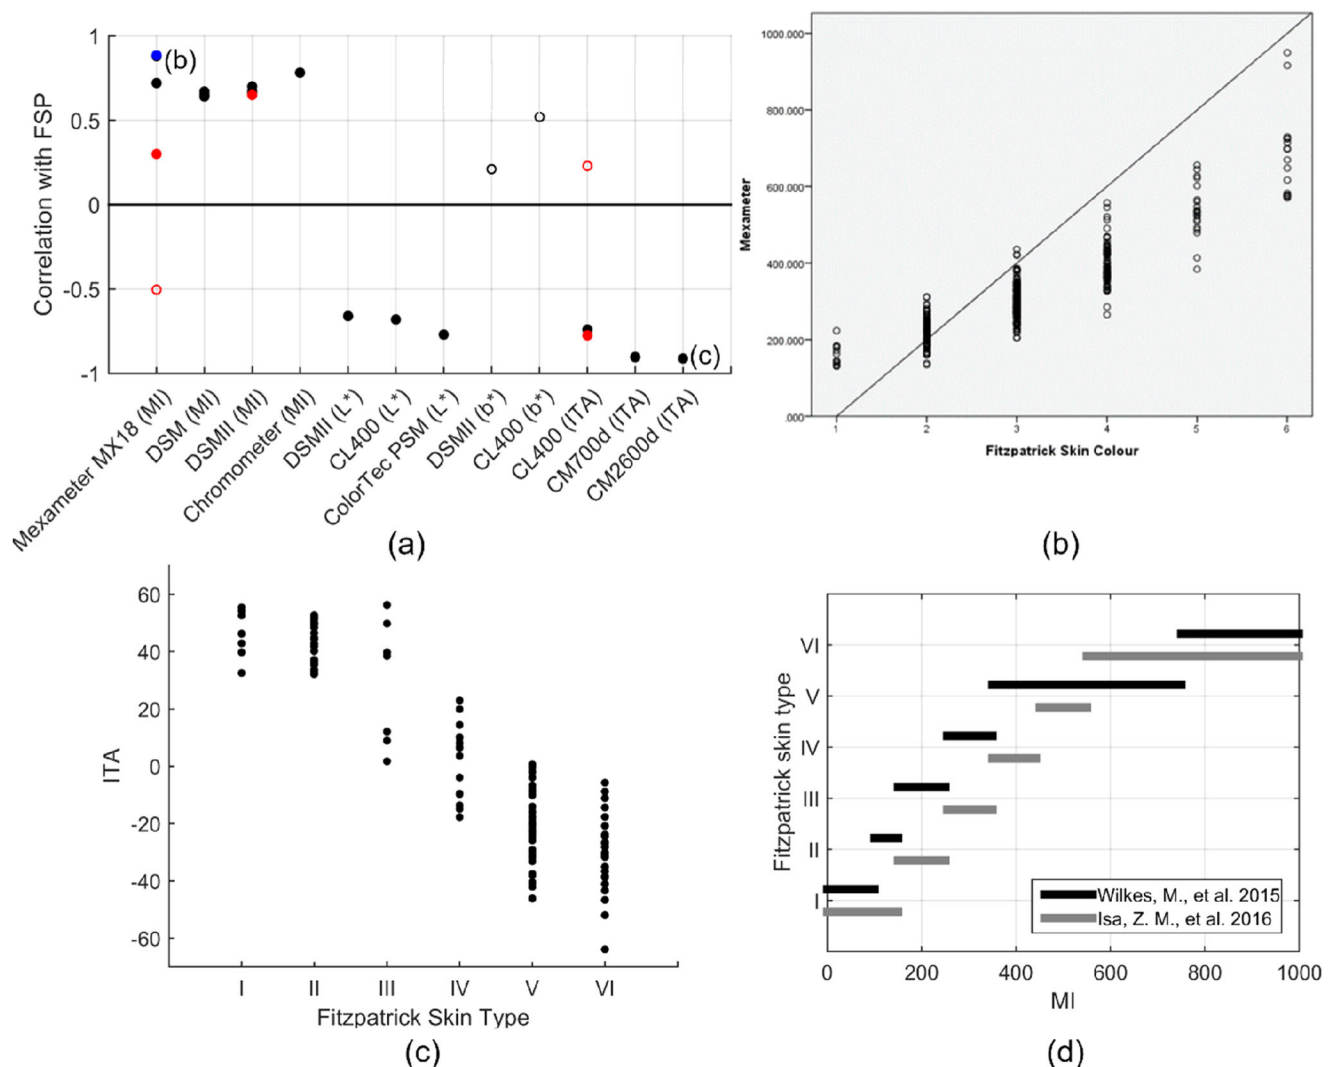 1
0.5
0
-0.5
-1
Correlation with FSP
(b)
(c)
Mexameter MX18 (MI)
DSM (MI)
DSMII (MI)
Chromometer (MI)
DSMII (L*)
CL400 (L*)
ColorTec PSM (L*)
DSMII (b*)
CL400 (b*)
CL400 (ITA)
CM700d (ITA)
CM2600d (ITA)
(a)
1000.000
800.000
600.000
400.000
200.000
.000
Mexameter
1 2 3 4 5 6
Fitzpatrick Skin Colour
(b)
60
40
20
0
-20
-40
-60
ITA
I II III IV V VI
Fitzpatrick Skin Type
(c)
VI
V
IV
III
II
I
Fitzpatrick skin type
Wilkes, M., et al. 2015
Isa, Z. M., et al. 2016
0 200 400 600 800 1000
MI
(d)